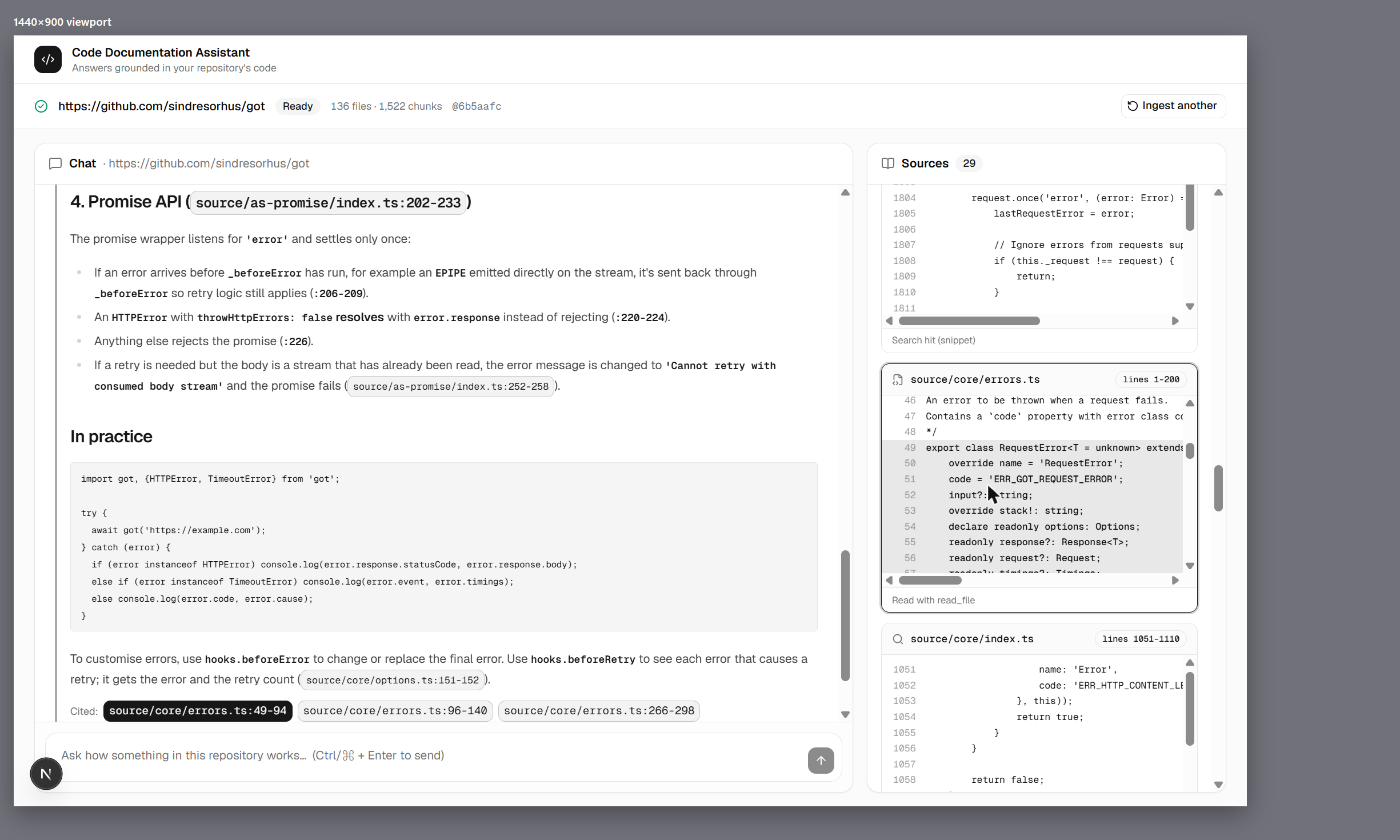 1440×900 viewport
</>
Code Documentation Assistant
Answers grounded in your repository's code
https://github.com/sindresorhus/got
Ready
136 files · 1,522 chunks
@6b5aafc
Ingest another
Chat · https://github.com/sindresorhus/got
4. Promise API ( source/as-promise/index.ts:202-233 )
The promise wrapper listens for 'error' and settles only once:
If an error arrives before _beforeError has run, for example an EPIPE emitted directly on the stream, it's sent back through
_beforeError so retry logic still applies (:206-209).
An HTTPError with throwHttpErrors: false resolves with error.response instead of rejecting (:220-224).
Anything else rejects the promise (:226).
If a retry is needed but the body is a stream that has already been read, the error message is changed to 'Cannot retry with
consumed body stream' and the promise fails ( source/as-promise/index.ts:252-258 ).
In practice
import got, {HTTPError, TimeoutError} from 'got';
try {
await got('https://example.com');
} catch (error) {
if (error instanceof HTTPError) console.log(error.response.statusCode, error.response.body);
else if (error instanceof TimeoutError) console.log(error.event, error.timings);
else console.log(error.code, error.cause);
}
To customise errors, use hooks.beforeError to change or replace the final error. Use hooks.beforeRetry to see each error that causes a
retry; it gets the error and the retry count ( source/core/options.ts:151-152 ).
Cited: source/core/errors.ts:49-94 source/core/errors.ts:96-140 source/core/errors.ts:266-298
Ask how something in this repository works... (Ctrl/⌘ + Enter to send)
N
Sources 29
1804 request.once('error', (error: Error) =
1805 lastRequestError = error;
1806
1807 // Ignore errors from requests sup
1808 if (this._request !== request) {
1809 return;
1810 }
1811
Search hit (snippet)
source/core/errors.ts
lines 1-200
46 An error to be thrown when a request fails.
47 Contains a `code` property with error class co
48 */
49 export class RequestError<T = unknown> extends
50 override name = 'RequestError';
51 code = 'ERR_GOT_REQUEST_ERROR';
52 input?: string;
53 override stack!: string;
54 declare readonly options: Options;
55 readonly response?: Response<T>;
56 readonly request?: Request;
57 readonly timings?: Timings;
Read with read_file
source/core/index.ts
lines 1051-1110
1051 name: 'Error',
1052 code: 'ERR_HTTP_CONTENT_LE
1053 }, this));
1054 return true;
1055 }
1056 }
1057
1058 return false;